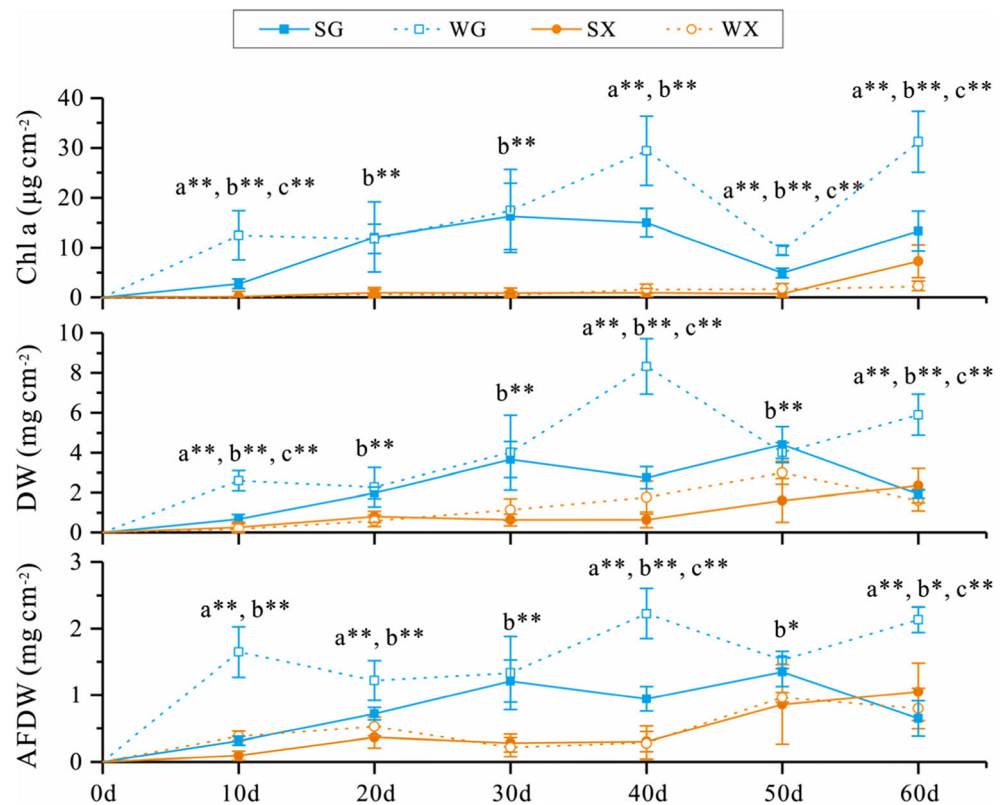 SG WG SX WX
Chl a (µg cm-2)
40
30
20
10
0
a**, b**, c**
b**
b**
a**, b**
a**, b**, c**
a**, b**, c**
DW (mg cm-2)
10
8
6
4
2
0
a**, b**, c**
b**
b**
a**, b**, c**
b**
a**, b**, c**
AFDW (mg cm-2)
3
2
1
0
a**, b**
a**, b**
b**
a**, b**, c**
b*
a**, b*, c**
0d 10d 20d 30d 40d 50d 60d